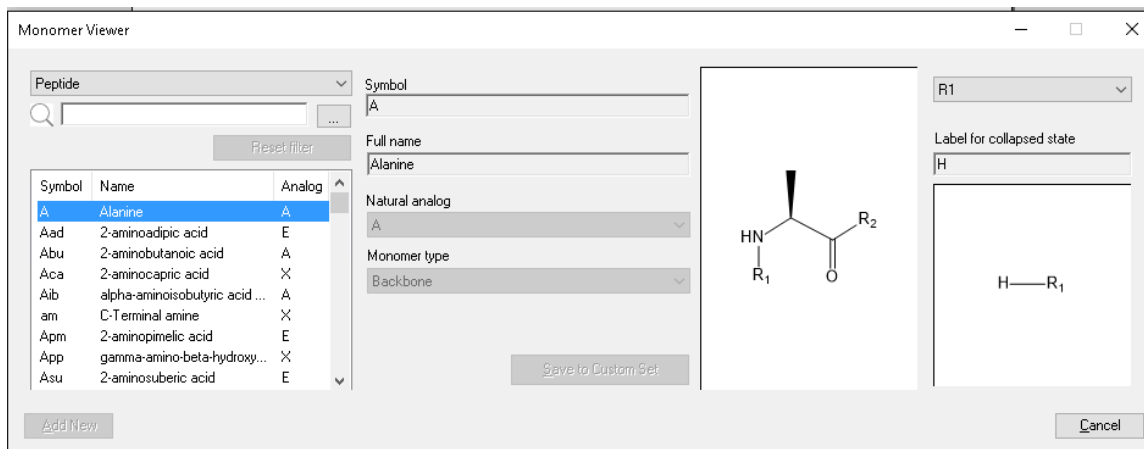 Monomer Viewer
Peptide
...
Reset filter
Symbol Name Analog
A Alanine A
Aad 2-aminoadipic acid E
Abu 2-aminobutanoic acid A
Aca 2-aminocapric acid X
Aib alpha-aminoisobutyric acid ... A
am C-Terminal amine X
Apm 2-aminopimelic acid E
App gamma-amino-beta-hydroxy... X
Asu 2-aminosuberic acid E
Add New
Symbol
A
Full name
Alanine
Natural analog
A
Monomer type
Backbone
Save to Custom Set
HN
R1
R2
O
R1
Label for collapsed state
H
H—R1
Cancel